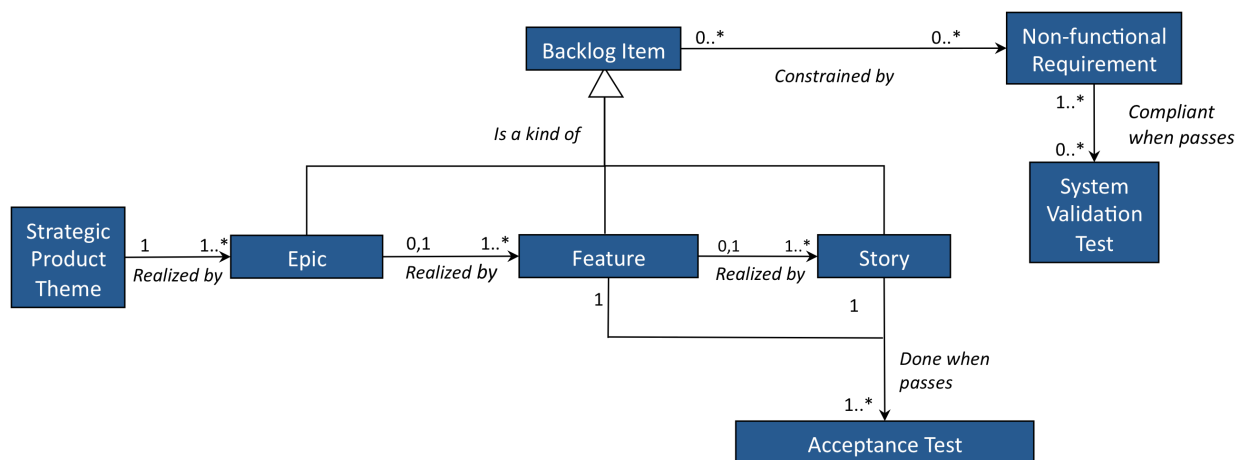 Backlog Item
0..*
0..*
Constrained by
Non-functional
Requirement
1..*
Compliant
when passes
0..*
System
Validation
Test
Is a kind of
Strategic
Product
Theme
1
1..*
Realized by
Epic
0,1
1..*
Realized by
Feature
0,1
1..*
Realized by
Story
1
1
Done when
passes
1..*
Acceptance Test